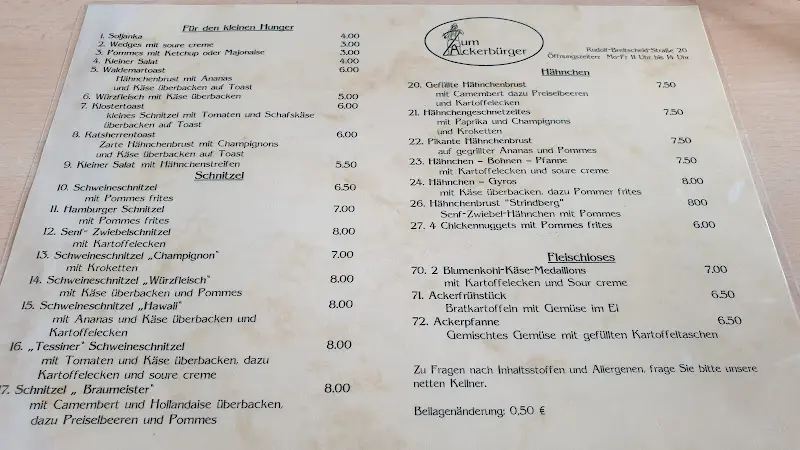 Für den kleinen Hunger
1. Soljanka 4.00
2. Wedges mit soure creme 3.00
3. Pommes mit Ketchup oder Majonaise 3.00
4. Kleiner Salat 4.00
5. Waldemartoast 6.00
Hähnchenbrust mit Ananas
und Käse überbacken auf Toast
6. Würzfleisch mit Käse überbacken 5.00
7. Klostertoast 6.00
kleines Schnitzel mit Tomaten und Schafskäse
überbacken auf Toast
8. Ratsherrentoast 6.00
Zarte Hähnchenbrust mit Champignons
und Käse überbacken auf Toast
9. Kleiner Salat mit Hähnchenstreifen 5.50
Schnitzel
10. Schweineschnitzel 6.50
mit Pommes frites
11. Hamburger Schnitzel 7.00
mit Pommes frites
12. Senf- Zwiebelschnitzel 8.00
mit Kartoffelecken
13. Schweineschnitzel „Champignon"
7.00
mit Kroketten
14. Schweineschnitzel „Würzfleisch" 8.00
mit Käse überbacken und Pommes
15. Schweineschnitzel „Hawaii" 8.00
mit Ananas und Käse überbacken und
Kartoffelecken
16. „Tessiner" Schweineschnitzel 8.00
mit Tomaten und Käse überbacken, dazu
Kartoffelecken und soure creme
17. Schnitzel „ Braumeister" 8.00
mit Camembert und Hollandaise überbacken,
dazu Preiselbeeren und Pommes
Zum
Ackerbürger
Rudolf-Breitscheid-Straße 20
Öffnungszeiten: Mo-Fr 11 Uhr bis 14 Uhr
Hähnchen
20. Gefüllte Hähnchenbrust 7.50
mit Camembert dazu Preiselbeeren
und Kartoffelecken
21. Hähnchengeschnetzeltes 7.50
mit Paprika und Champignons
und Kroketten
22. Pikante Hähnchenbrust 7.50
auf gegrillter Ananas und Pommes
23. Hähnchen – Bohnen – Pfanne 7.50
mit Kartoffelecken und soure creme
24. Hähnchen – Gyros 8.00
mit Käse überbacken, dazu Pommer frites
26. Hähnchenbrust "Strindberg" 800
Senf-Zwiebel-Hähnchen mit Pommes
27. 4 Chickennuggets mit Pommes frites 6.00
Fleischloses
70. 2 Blumenkohl-Käse-Medaillons 7.00
mit Kartoffelecken und Sour creme
71. Ackerfrühstück 6.50
Bratkartoffeln mit Gemüse im Ei
72. Ackerpfanne 6.50
Gemischtes Gemüse mit gefüllten Kartoffeltaschen
Zu Fragen nach Inhaltsstoffen und Allergenen, frage Sie bitte unsere
netten Kellner.
Beilagenänderung: 0,50 €